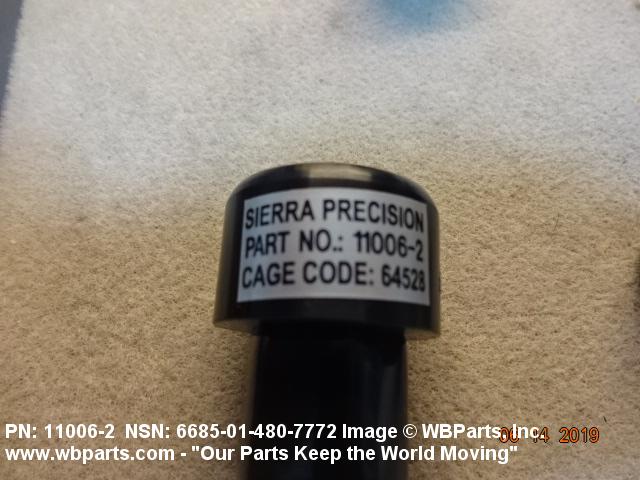 SIERRA PRECISION
PART NO.: 11006-2
CAGE CODE: 64528
PN: 11006-2 NSN: 6685-01-480-7772 Image © WBParts, Inc.
14 2019
www.wbparts.com - "Our Parts Keep the World Moving"